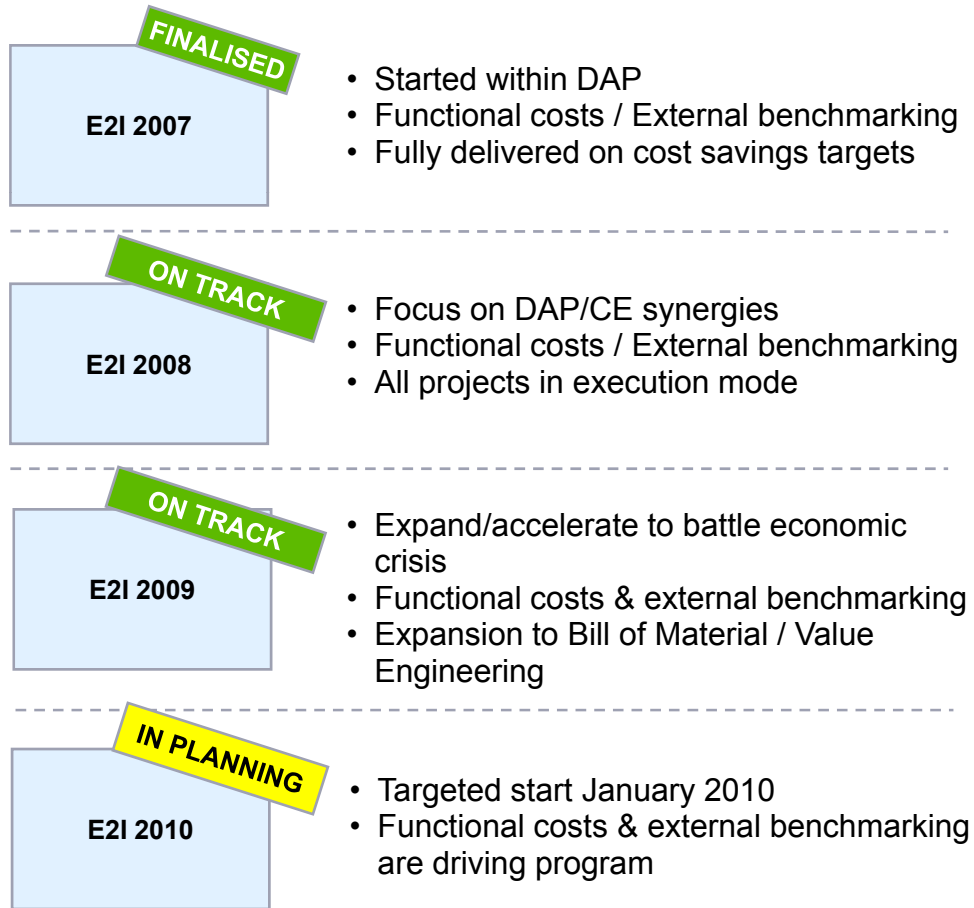 FINALISED
E2I 2007
• Started within DAP
• Functional costs / External benchmarking
• Fully delivered on cost savings targets
ON TRACK
E2I 2008
• Focus on DAP/CE synergies
• Functional costs / External benchmarking
• All projects in execution mode
ON TRACK
E2I 2009
• Expand/accelerate to battle economic
crisis
• Functional costs & external benchmarking
• Expansion to Bill of Material / Value
Engineering
IN PLANNING
E2I 2010
• Targeted start January 2010
• Functional costs & external benchmarking
are driving program